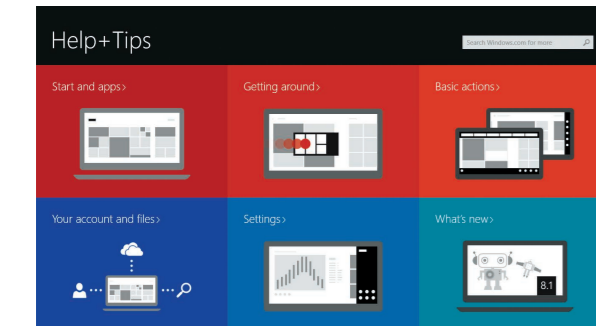 Help+Tips
Search Windows.com for more
Start and apps>
Getting around>
Basic actions>
Your account and files>
Settings>
What's new>
8.1